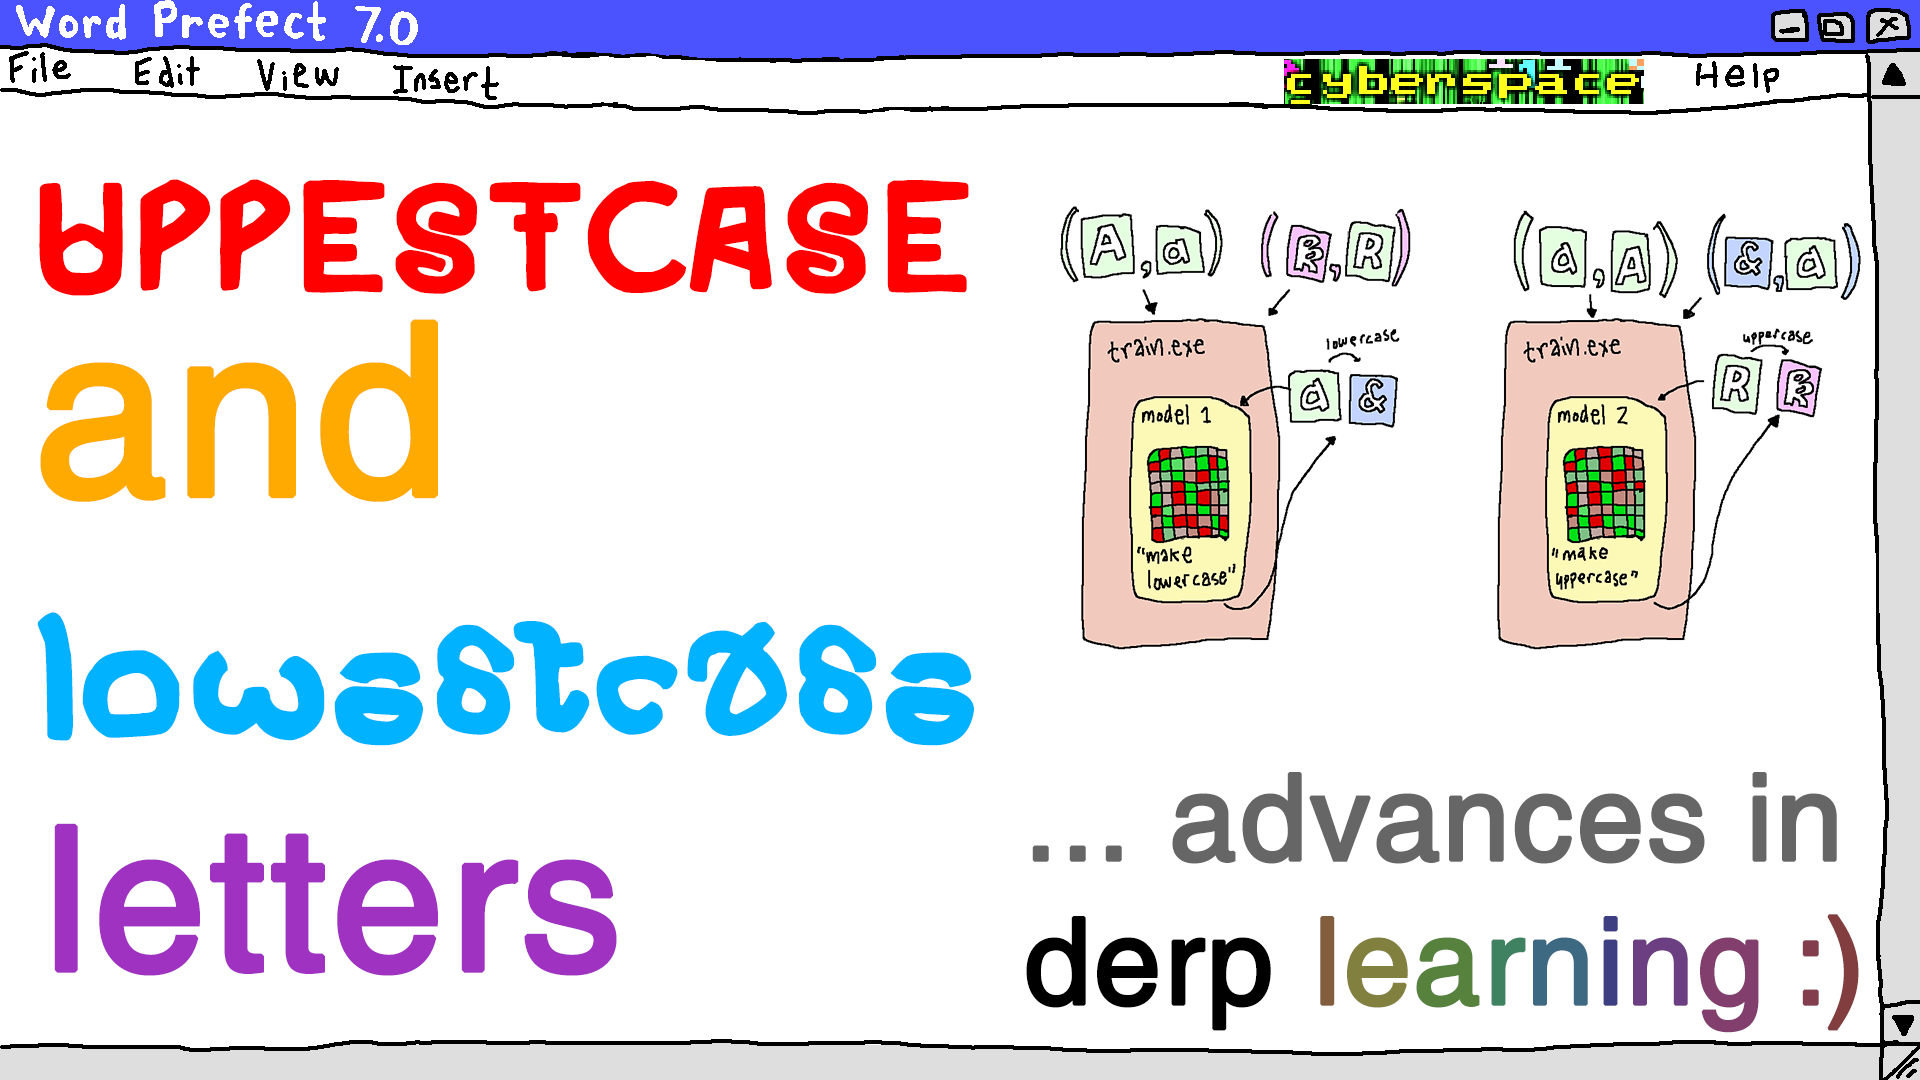 Word Prefect 7.0
File Edit View Insert cyberspace Help
UPPESTCASE
and
lowestcase
letters
(A, a) (R, R) (a, A) (&, a)
train.exe
lowercase
a &
model 1
"make
lowercase"
train.exe
uppercase
R R
model 2
"make
uppercase"
... advances in
derp learning :)